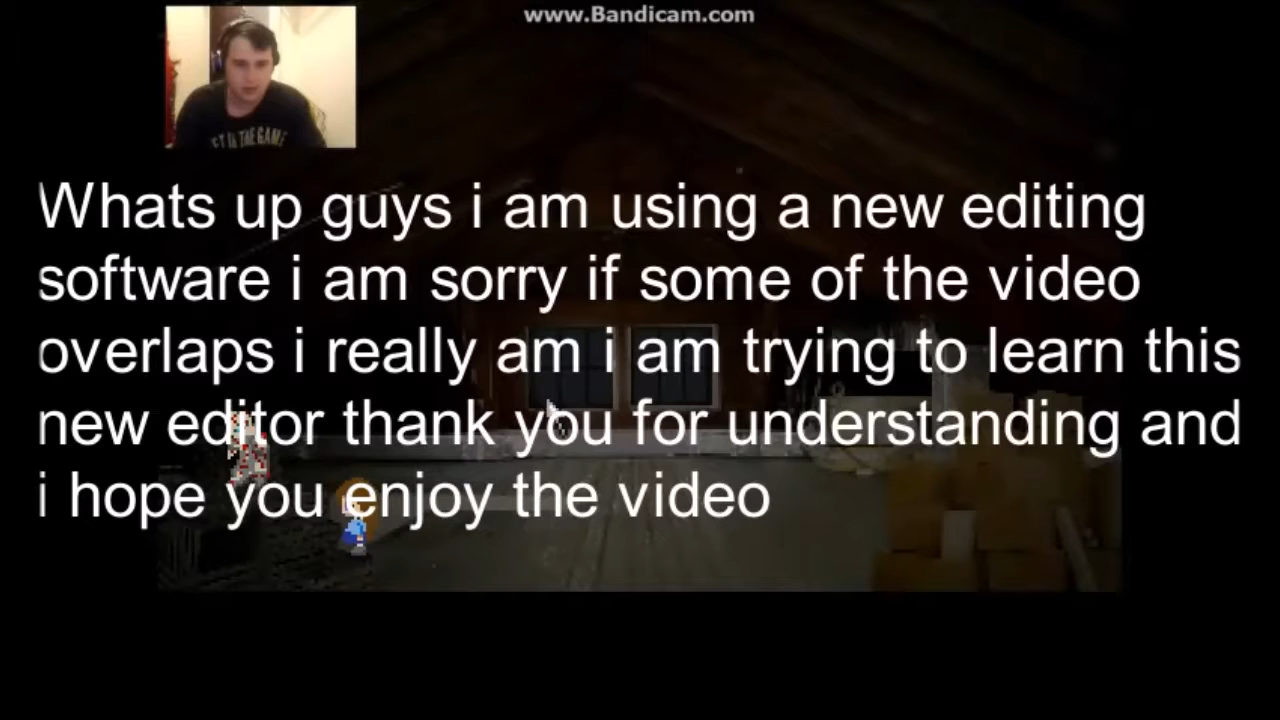 www.Bandicam.com
THE GAME
Whats up guys i am using a new editing
software i am sorry if some of the video
overlaps i really am i am trying to learn this
new editor thank you for understanding and
i hope you enjoy the video